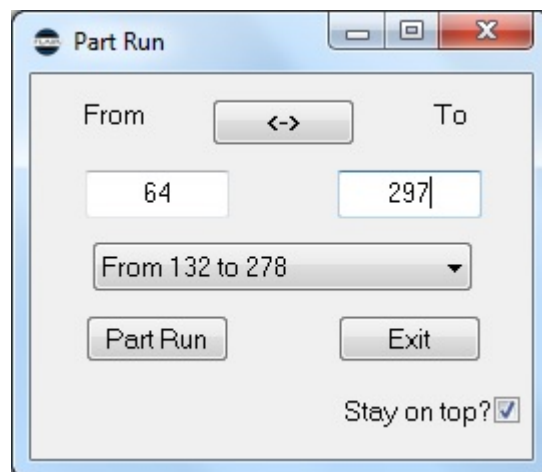 Part Run
From <-> To
64 297
From 132 to 278
Part Run Exit
Stay on top?